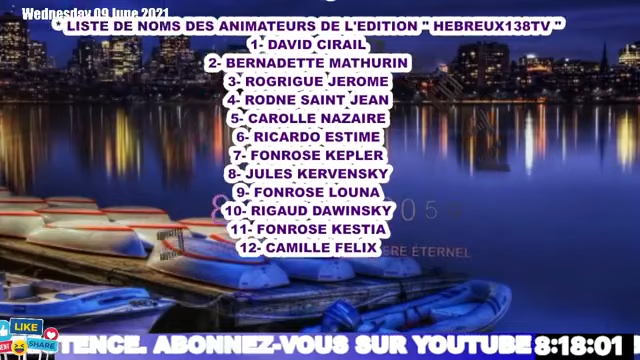 Wednesday 09 June 2021
* LISTE DE NOMS DES ANIMATEURS DE L'EDITION " HEBREUX138TV "
1- DAVID CIRAIL
2- BERNADETTE MATHURIN
3- ROGRIGUE JEROME
4- RODNE SAINT JEAN
5- CAROLLE NAZAIRE
6- RICARDO ESTIME
7- FONROSE KEPLER
8- JULES KERVENSKY
9- FONROSE LOUNA
10- RIGAUD DAWINSKY
11- FONROSE KESTIA
ÉTERNEL
12- CAMILLE FELIX
LIKE
SHARE
TENCE. ABONNEZ-VOUS SUR YOUTUBE 8:18:01